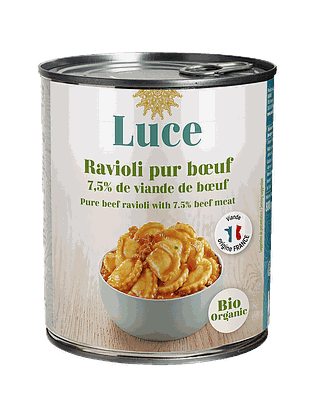 Luce
Ravioli pur bœuf
7,5% de viande de bœuf
Pure beef ravioli with 7.5% beef meat
Viande
origine FRANCE
Bio
Organic